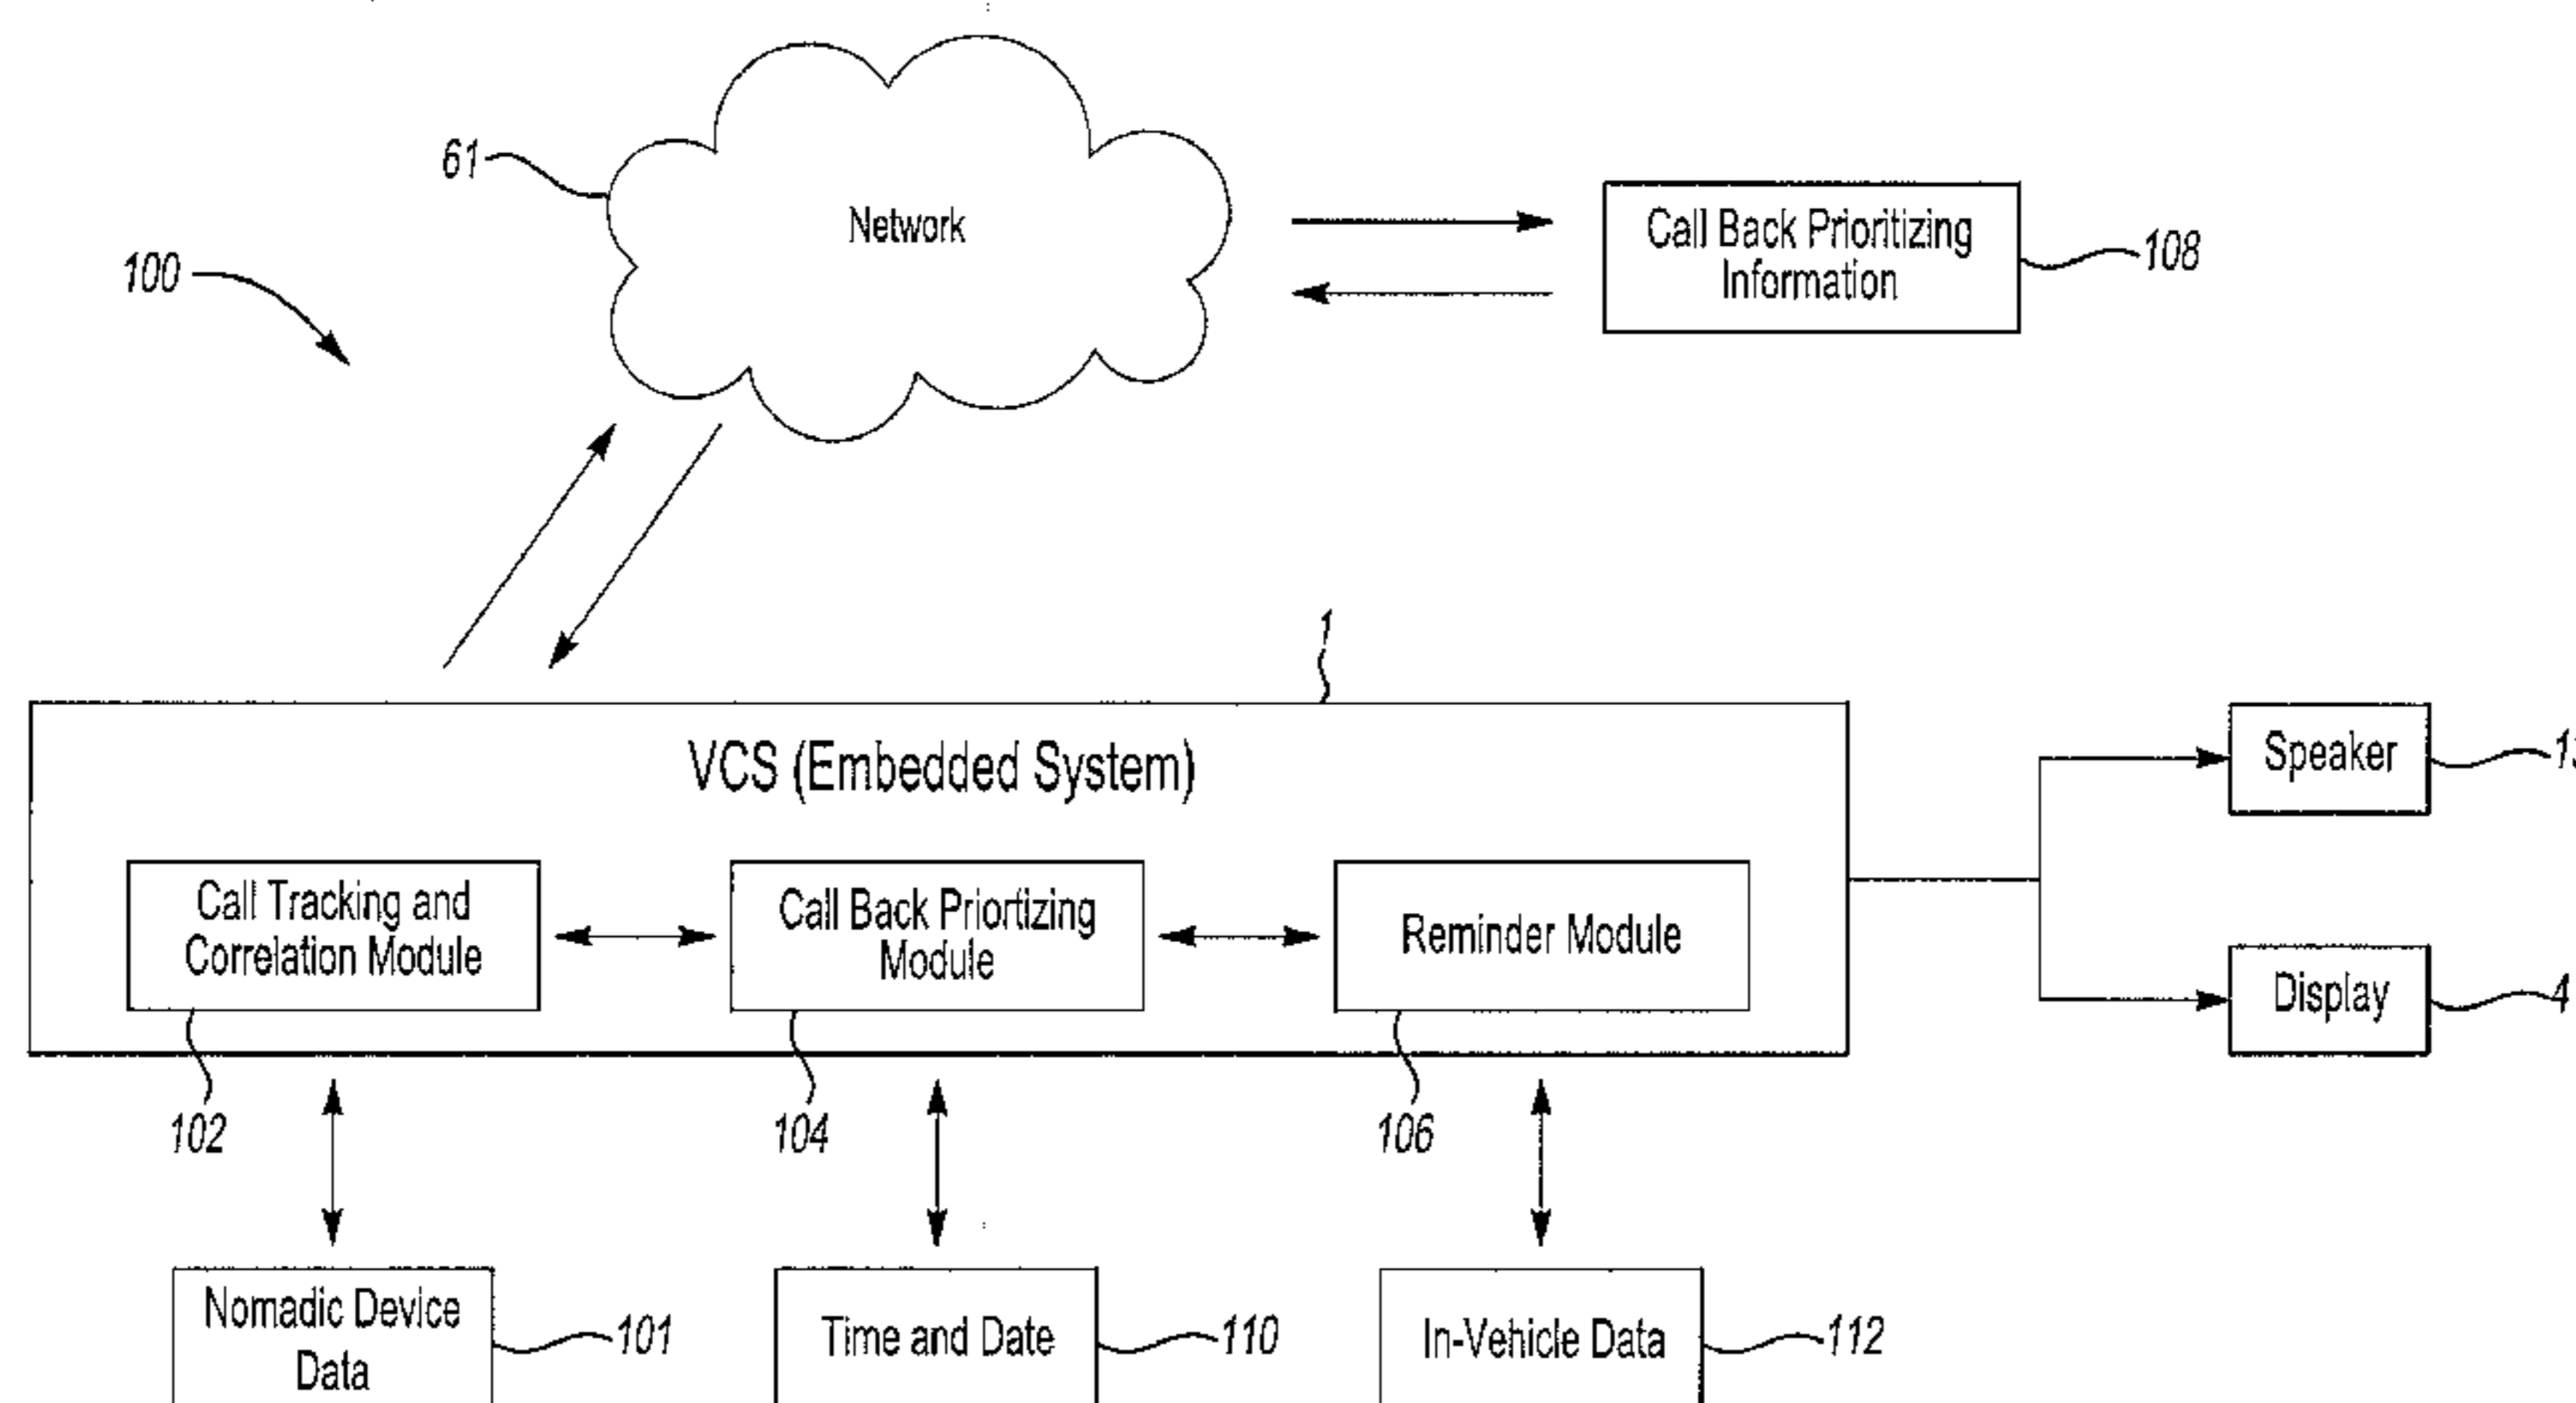 61
Network
100
Call Back Prioritizing
Information
108
1
VCS (Embedded System)
Speaker
Call Tracking and
Correlation Module
Call Back Priortizing
Module
Reminder Module
Display
4
102
104
106
Nomadic Device
Data
101
Time and Date
110
In-Vehicle Data
112